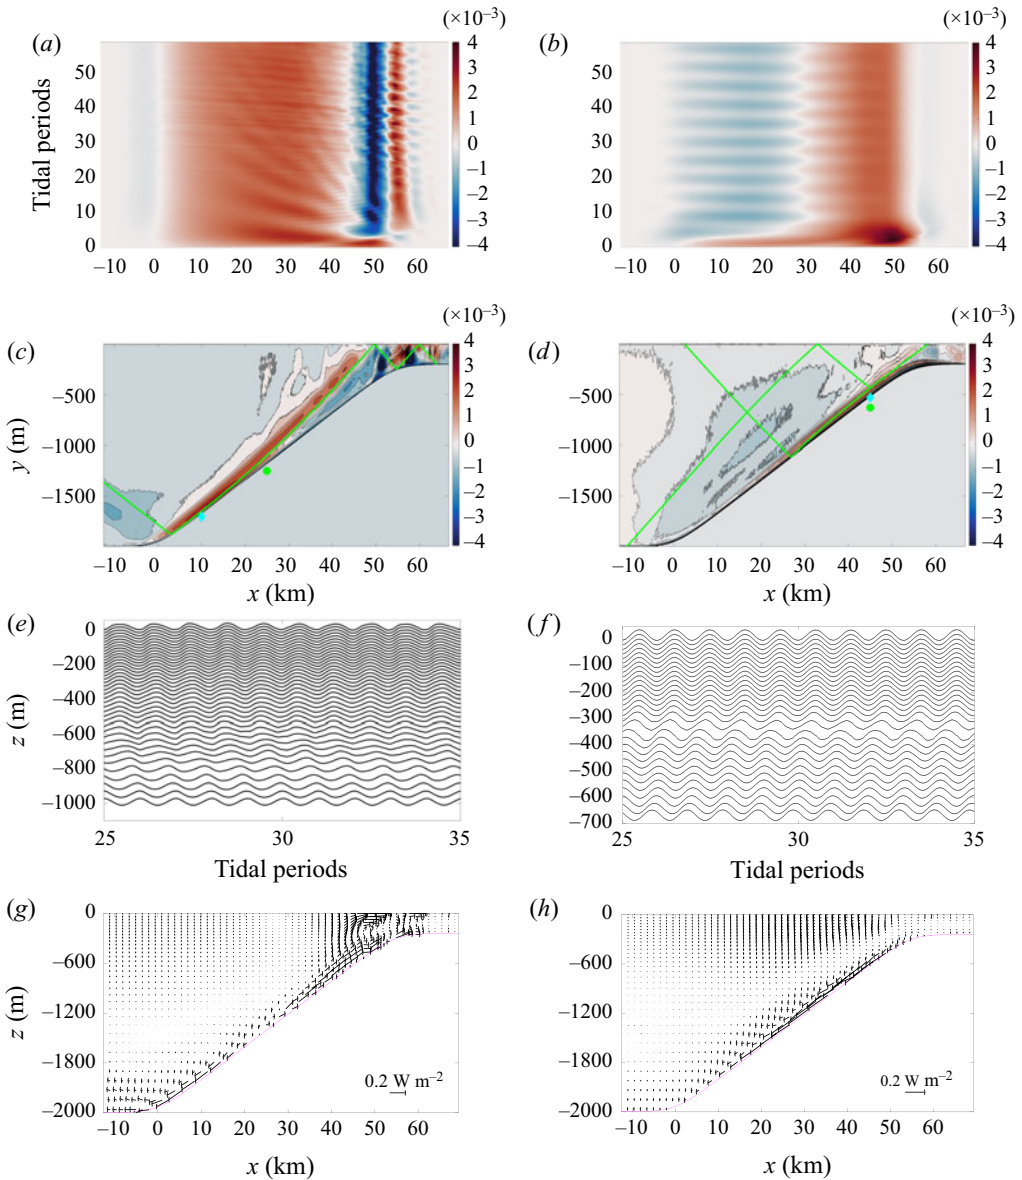 (×10⁻³) (×10⁻³)
(a) (b)
4 4
50 3 50 3
40 2 40 2
Tidal periods 1 1
30 0 30 0
20 –1 20 –1
–2 –2
10 –3 10 –3
0 –4 0 –4
–10 0 10 20 30 40 50 60 –10 0 10 20 30 40 50 60
(×10⁻³) (×10⁻³)
(c) (d)
4 4
3 3
–500 2 –500 2
1 1
y (m) –1000 0 –1000 0
–1 –1
–1500 –2 –1500 –2
–3 –3
–4 –4
–10 0 10 20 30 40 50 60 –10 0 10 20 30 40 50 60
x (km) x (km)
(e) (f)
0 0
–200 –100
–200
–400 –300
z (m) –600 –400
–800 –500
–600
–1000 –700
25 30 35 25 30 35
Tidal periods Tidal periods
(g) (h)
0 0
–600 –600
z (m) –1200 –1200
–1800 –1800
0.2 W m⁻² 0.2 W m⁻²
–2000 –2000
–10 0 10 20 30 40 50 60 –10 0 10 20 30 40 50 60
x (km) x (km)